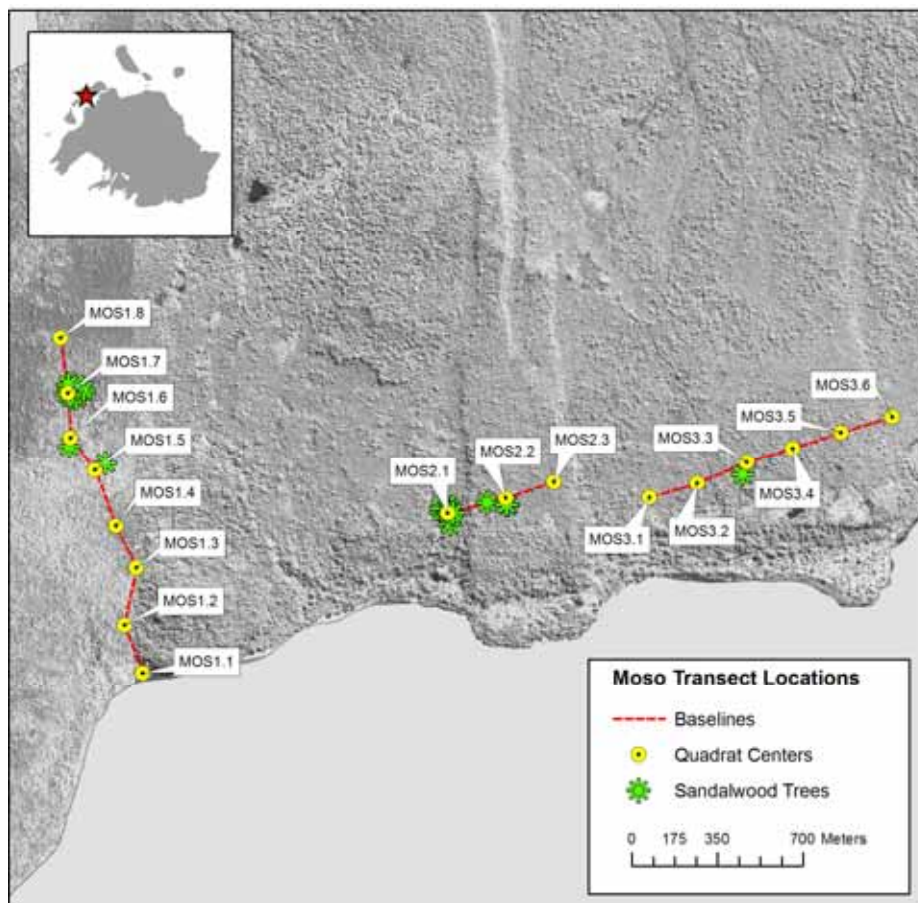 MOS1.8
MOS1.7
MOS1.6
MOS1.5
MOS1.4
MOS1.3
MOS1.2
MOS1.1
MOS2.1
MOS2.2
MOS2.3
MOS3.1
MOS3.2
MOS3.3
MOS3.4
MOS3.5
MOS3.6
Moso Transect Locations
Baselines
Quadrat Centers
Sandalwood Trees
0 175 350 700 Meters